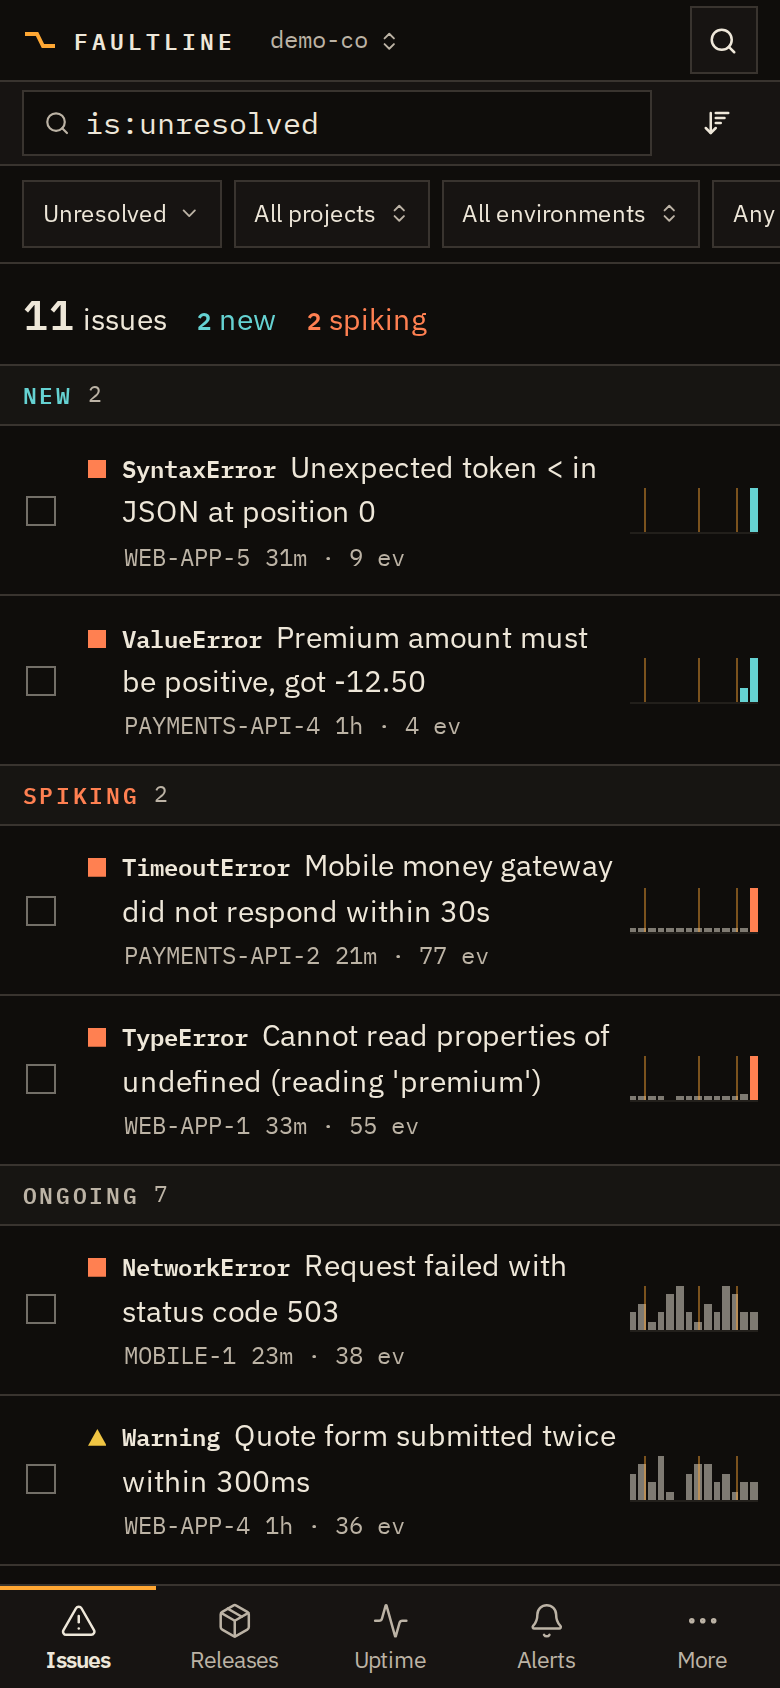 FAULTLINE demo-co
is:unresolved
Unresolved All projects All environments Any
11 issues 2 new 2 spiking
NEW 2
SyntaxError Unexpected token < in
JSON at position 0
WEB-APP-5 31m · 9 ev
ValueError Premium amount must
be positive, got -12.50
PAYMENTS-API-4 1h · 4 ev
SPIKING 2
TimeoutError Mobile money gateway
did not respond within 30s
PAYMENTS-API-2 21m · 77 ev
TypeError Cannot read properties of
undefined (reading 'premium')
WEB-APP-1 33m · 55 ev
ONGOING 7
NetworkError Request failed with
status code 503
MOBILE-1 23m · 38 ev
Warning Quote form submitted twice
within 300ms
WEB-APP-4 1h · 36 ev
Issues Releases Uptime Alerts More